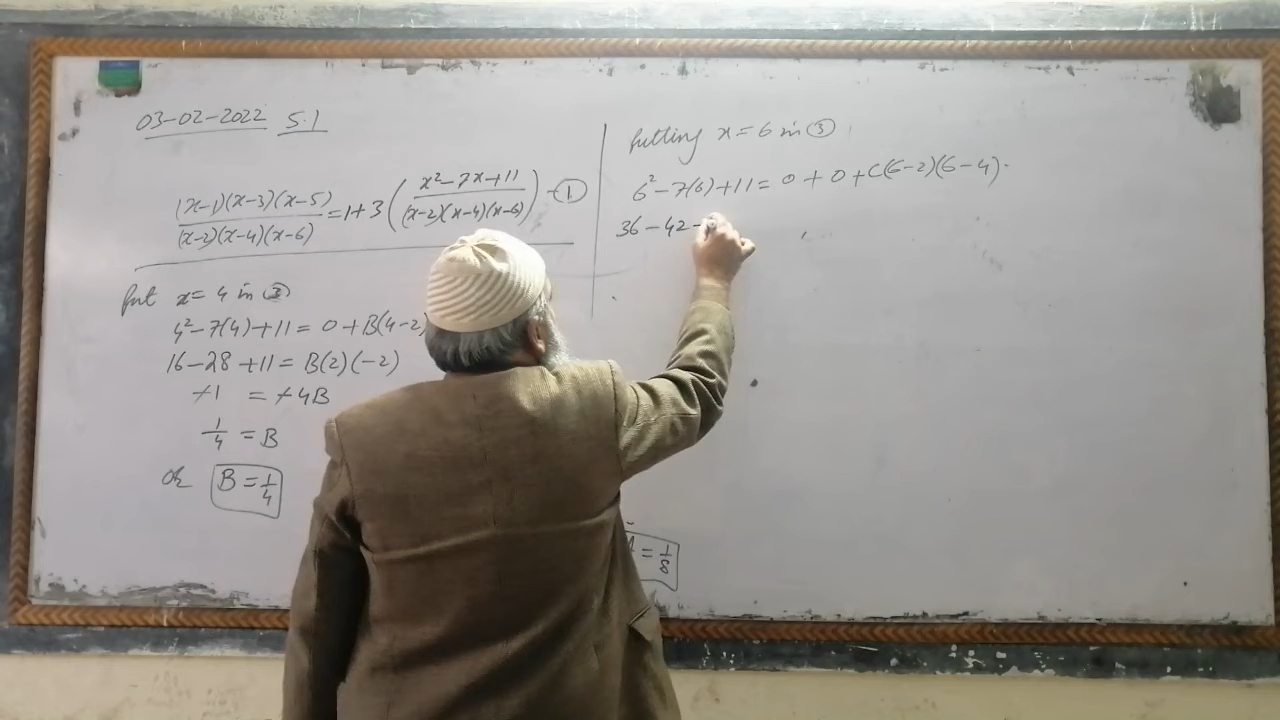 03-02-2022 5.1
(x-1)(x-3)(x-5)/(x-2)(x-4)(x-6) = 1+3(x²-7x+11/(x-2)(x-4)(x-6)) - ①
Put x=4 in ③
4²-7(4)+11 = 0+B(4-2)
16-28+11 = B(2)(-2)
-1 = -4B
1/4 = B
or B = 1/4
= 1/8
Putting x=6 in ③
6²-7(6)+11 = 0+0+C(6-2)(6-4)
36-42